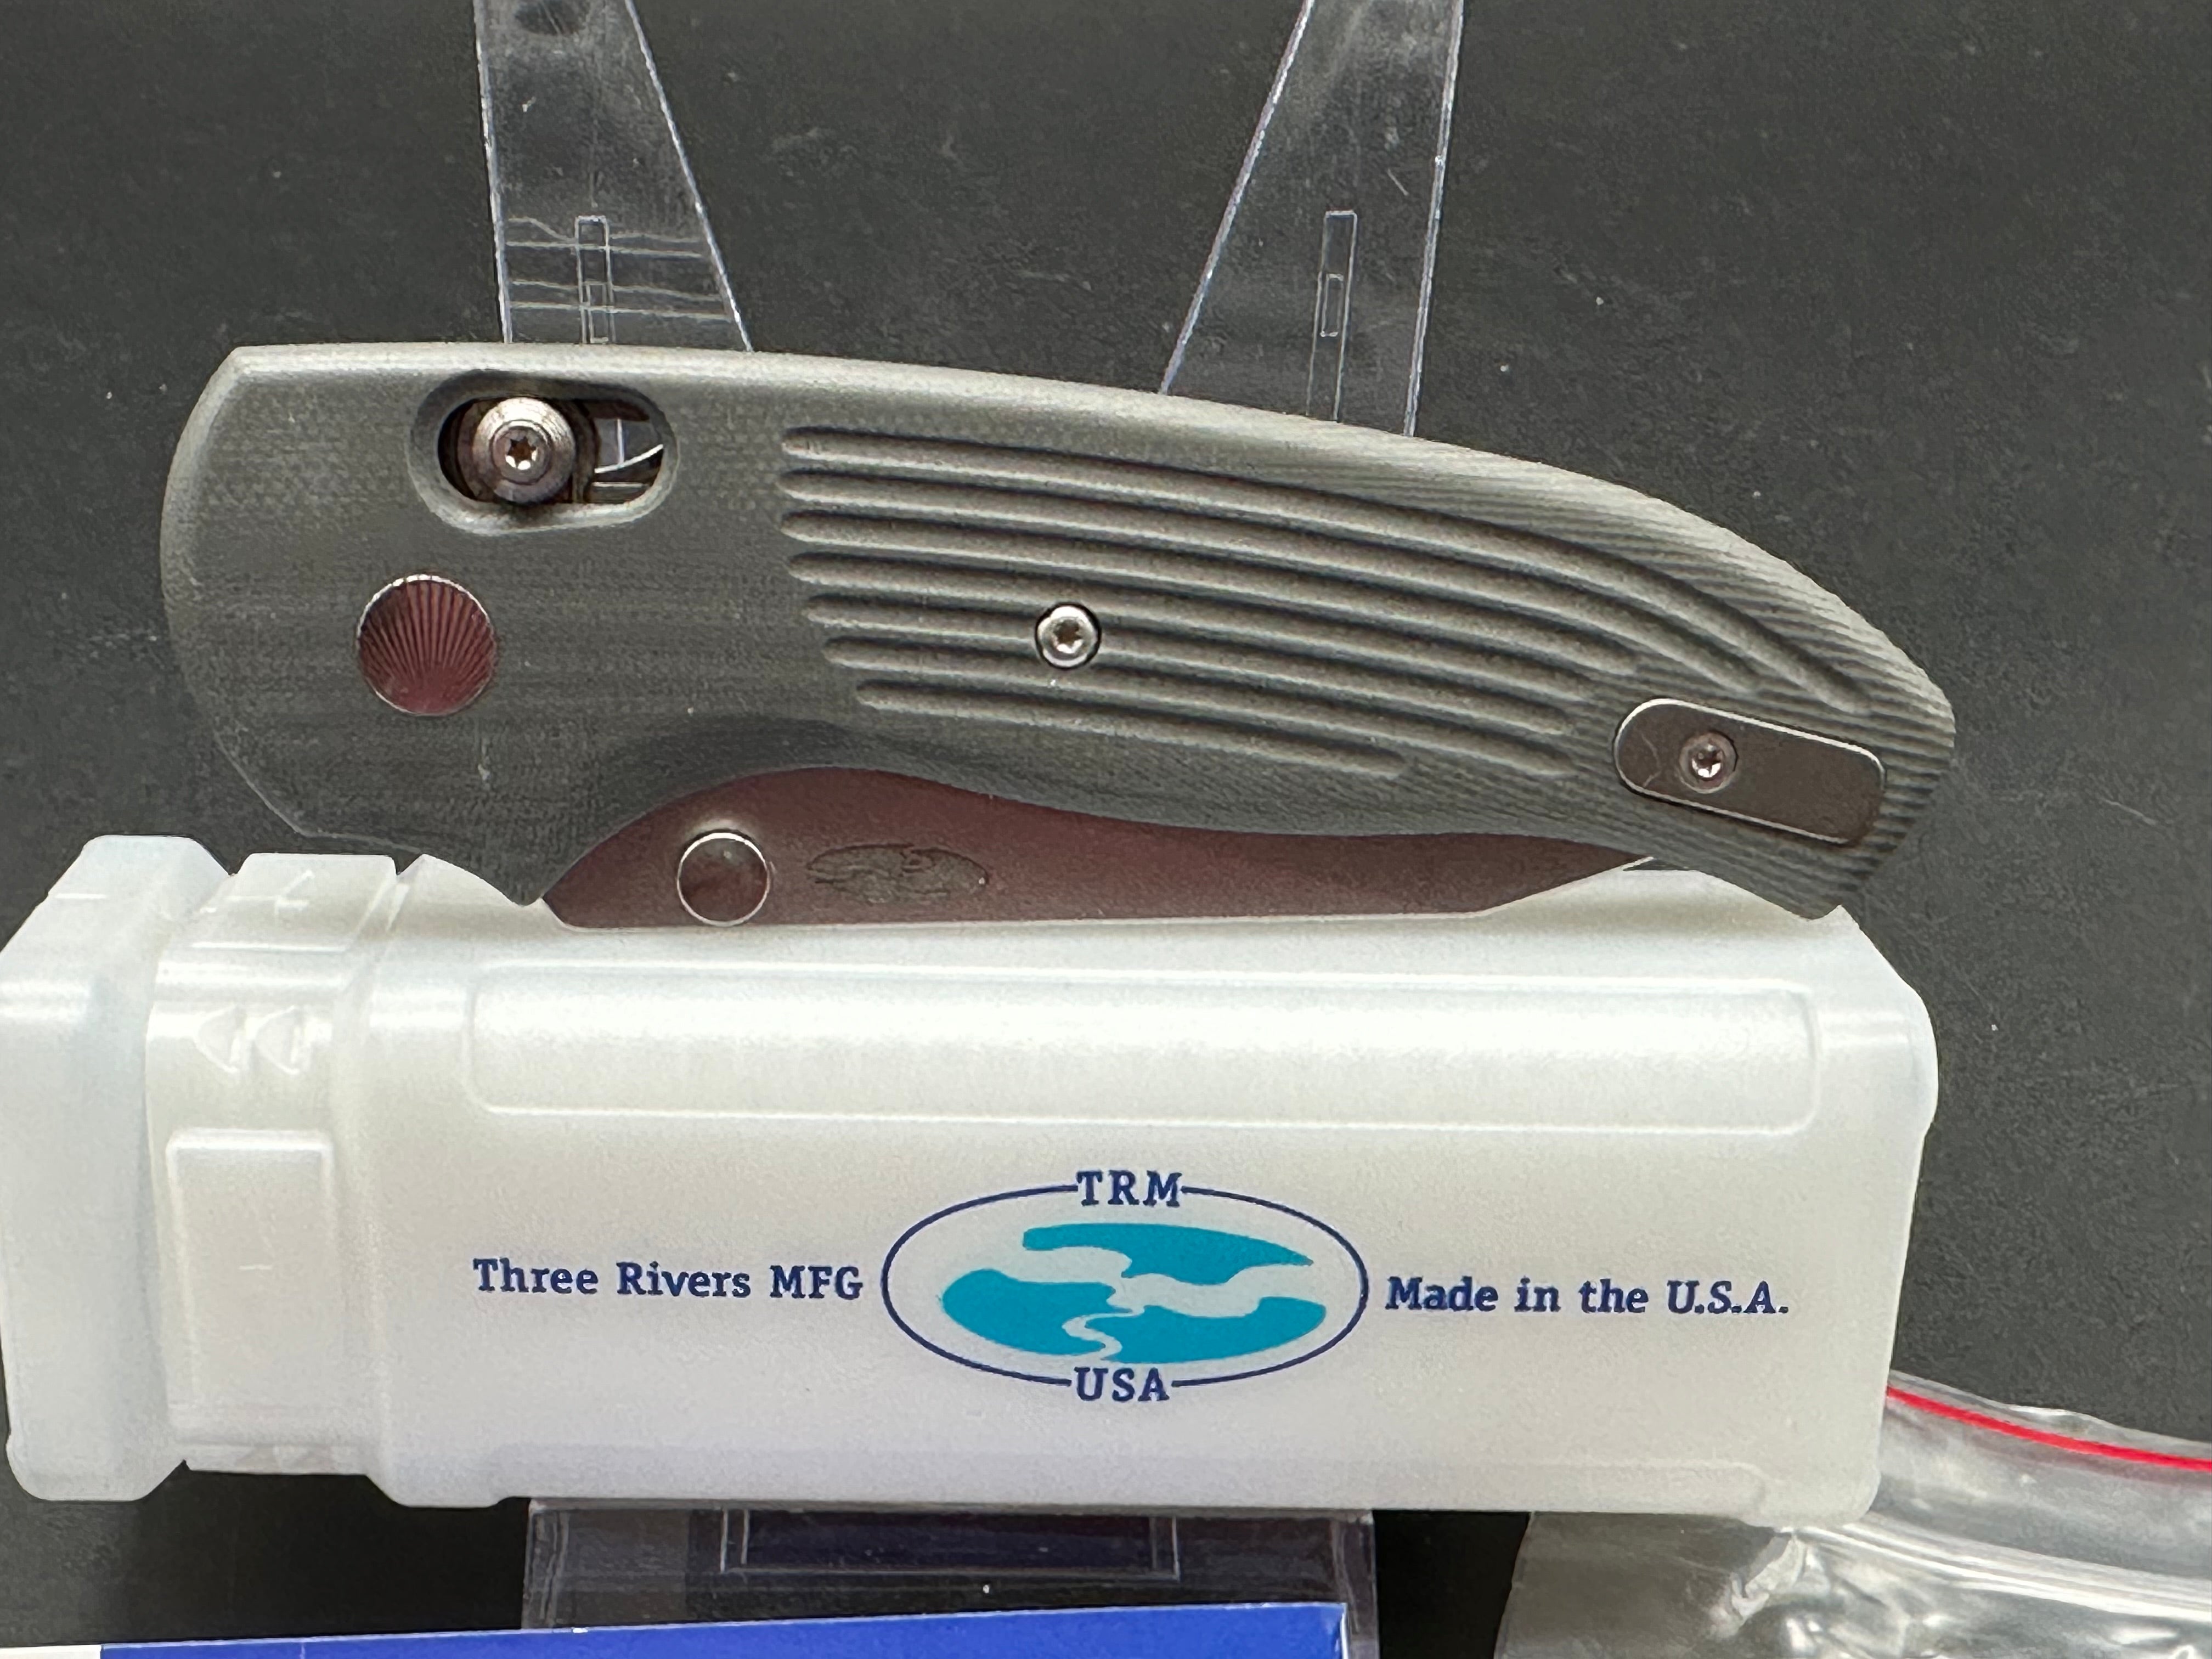 TRM
Three Rivers MFG
Made in the U.S.A.
USA